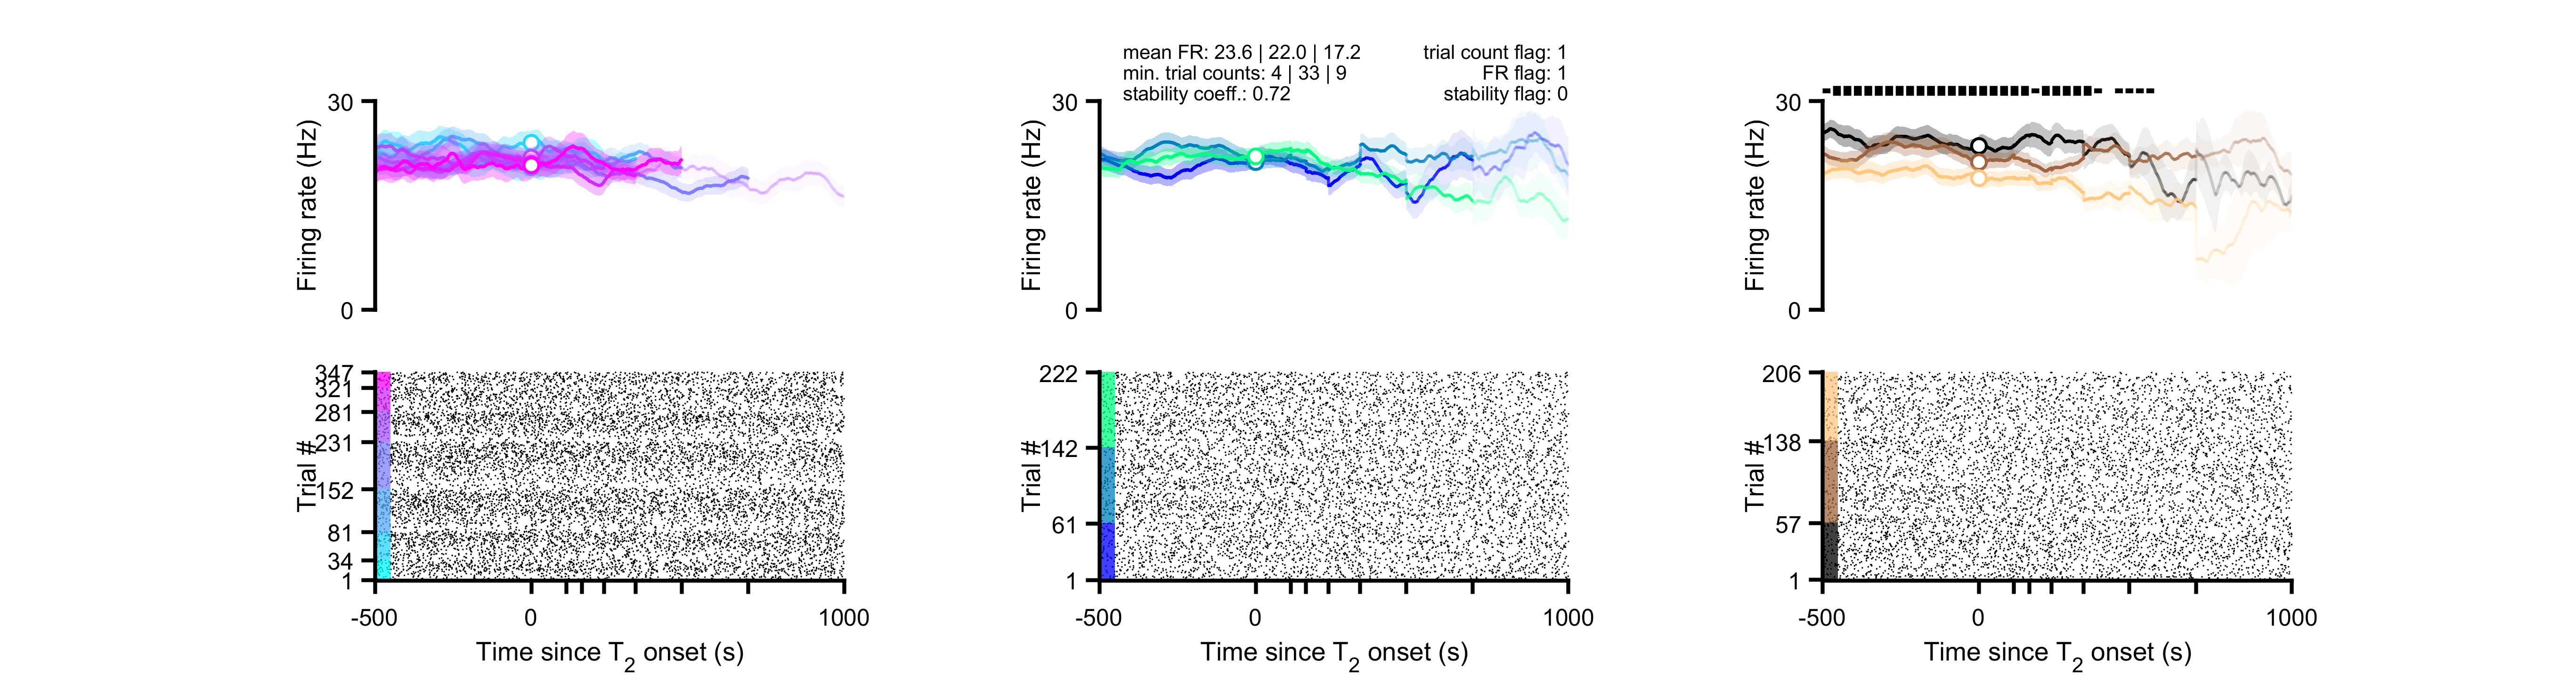 mean FR: 23.6 | 22.0 | 17.2
trial count flag: 1
min. trial counts: 4 | 33 | 9
FR flag: 1
stability coeff.: 0.72
stability flag: 0
30
Firing rate (Hz)
0
30
Firing rate (Hz)
0
30
Firing rate (Hz)
0
347
321
281
231
152
81
34
1
Trial #
-500
0
1000
Time since T2 onset (s)
222
142
61
1
Trial #
-500
0
1000
Time since T2 onset (s)
206
138
57
1
Trial #
-500
0
1000
Time since T2 onset (s)